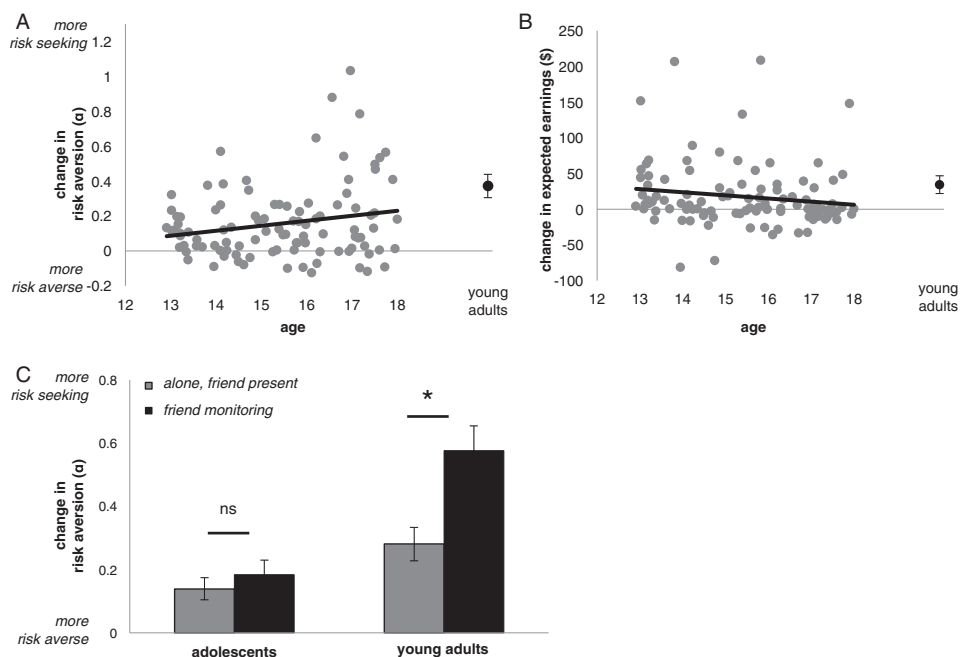 A
more
risk seeking
change in
risk aversion (α)
1.2
1
0.8
0.6
0.4
0.2
0
-0.2
more
risk averse
12
13
14
15
16
17
18
age
young
adults
B
change in expected earnings ($)
250
200
150
100
50
0
-50
-100
12
13
14
15
16
17
18
age
young
adults
C
more
risk seeking
change in
risk aversion (α)
0.8
0.6
0.4
0.2
0
more
risk averse
alone, friend present
friend monitoring
ns
*
adolescents
young adults